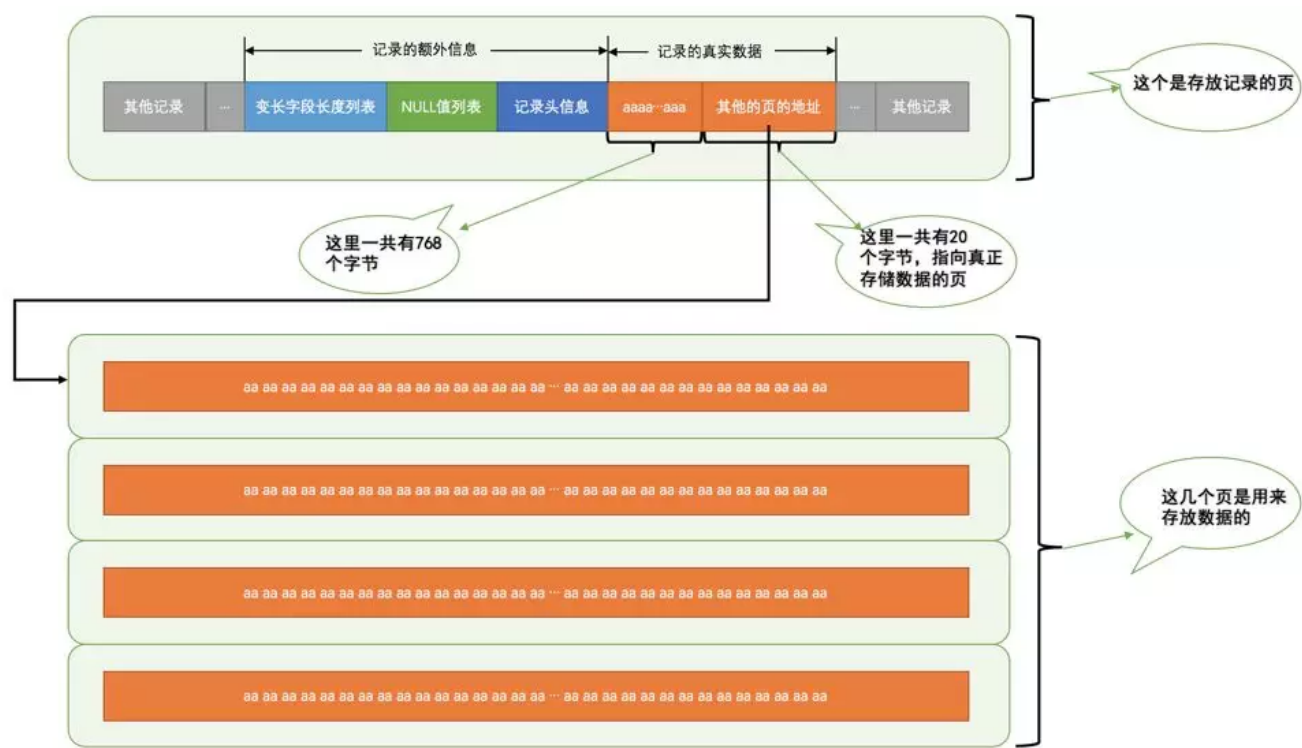 记录的额外信息
记录的真实数据
其他记录
...
变长字段长度列表
NULL值列表
记录头信息
aaaa...aaa
其他的页的地址
...
其他记录
这个是存放记录的页
这里一共有768
个字节
这里一共有20
个字节，指向真正
存储数据的页
aa aa aa aa aa aa aa aa aa aa aa aa aa aa aa aa ... aa aa aa aa aa aa aa aa aa aa aa aa aa aa
aa aa aa aa aa aa aa aa aa aa aa aa aa aa aa aa ... aa aa aa aa aa aa aa aa aa aa aa aa aa aa
aa aa aa aa aa aa aa aa aa aa aa aa aa aa aa aa ... aa aa aa aa aa aa aa aa aa aa aa aa aa aa
aa aa aa aa aa aa aa aa aa aa aa aa aa aa aa aa ... aa aa aa aa aa aa aa aa aa aa aa aa aa aa
这几个页是用来
存放数据的